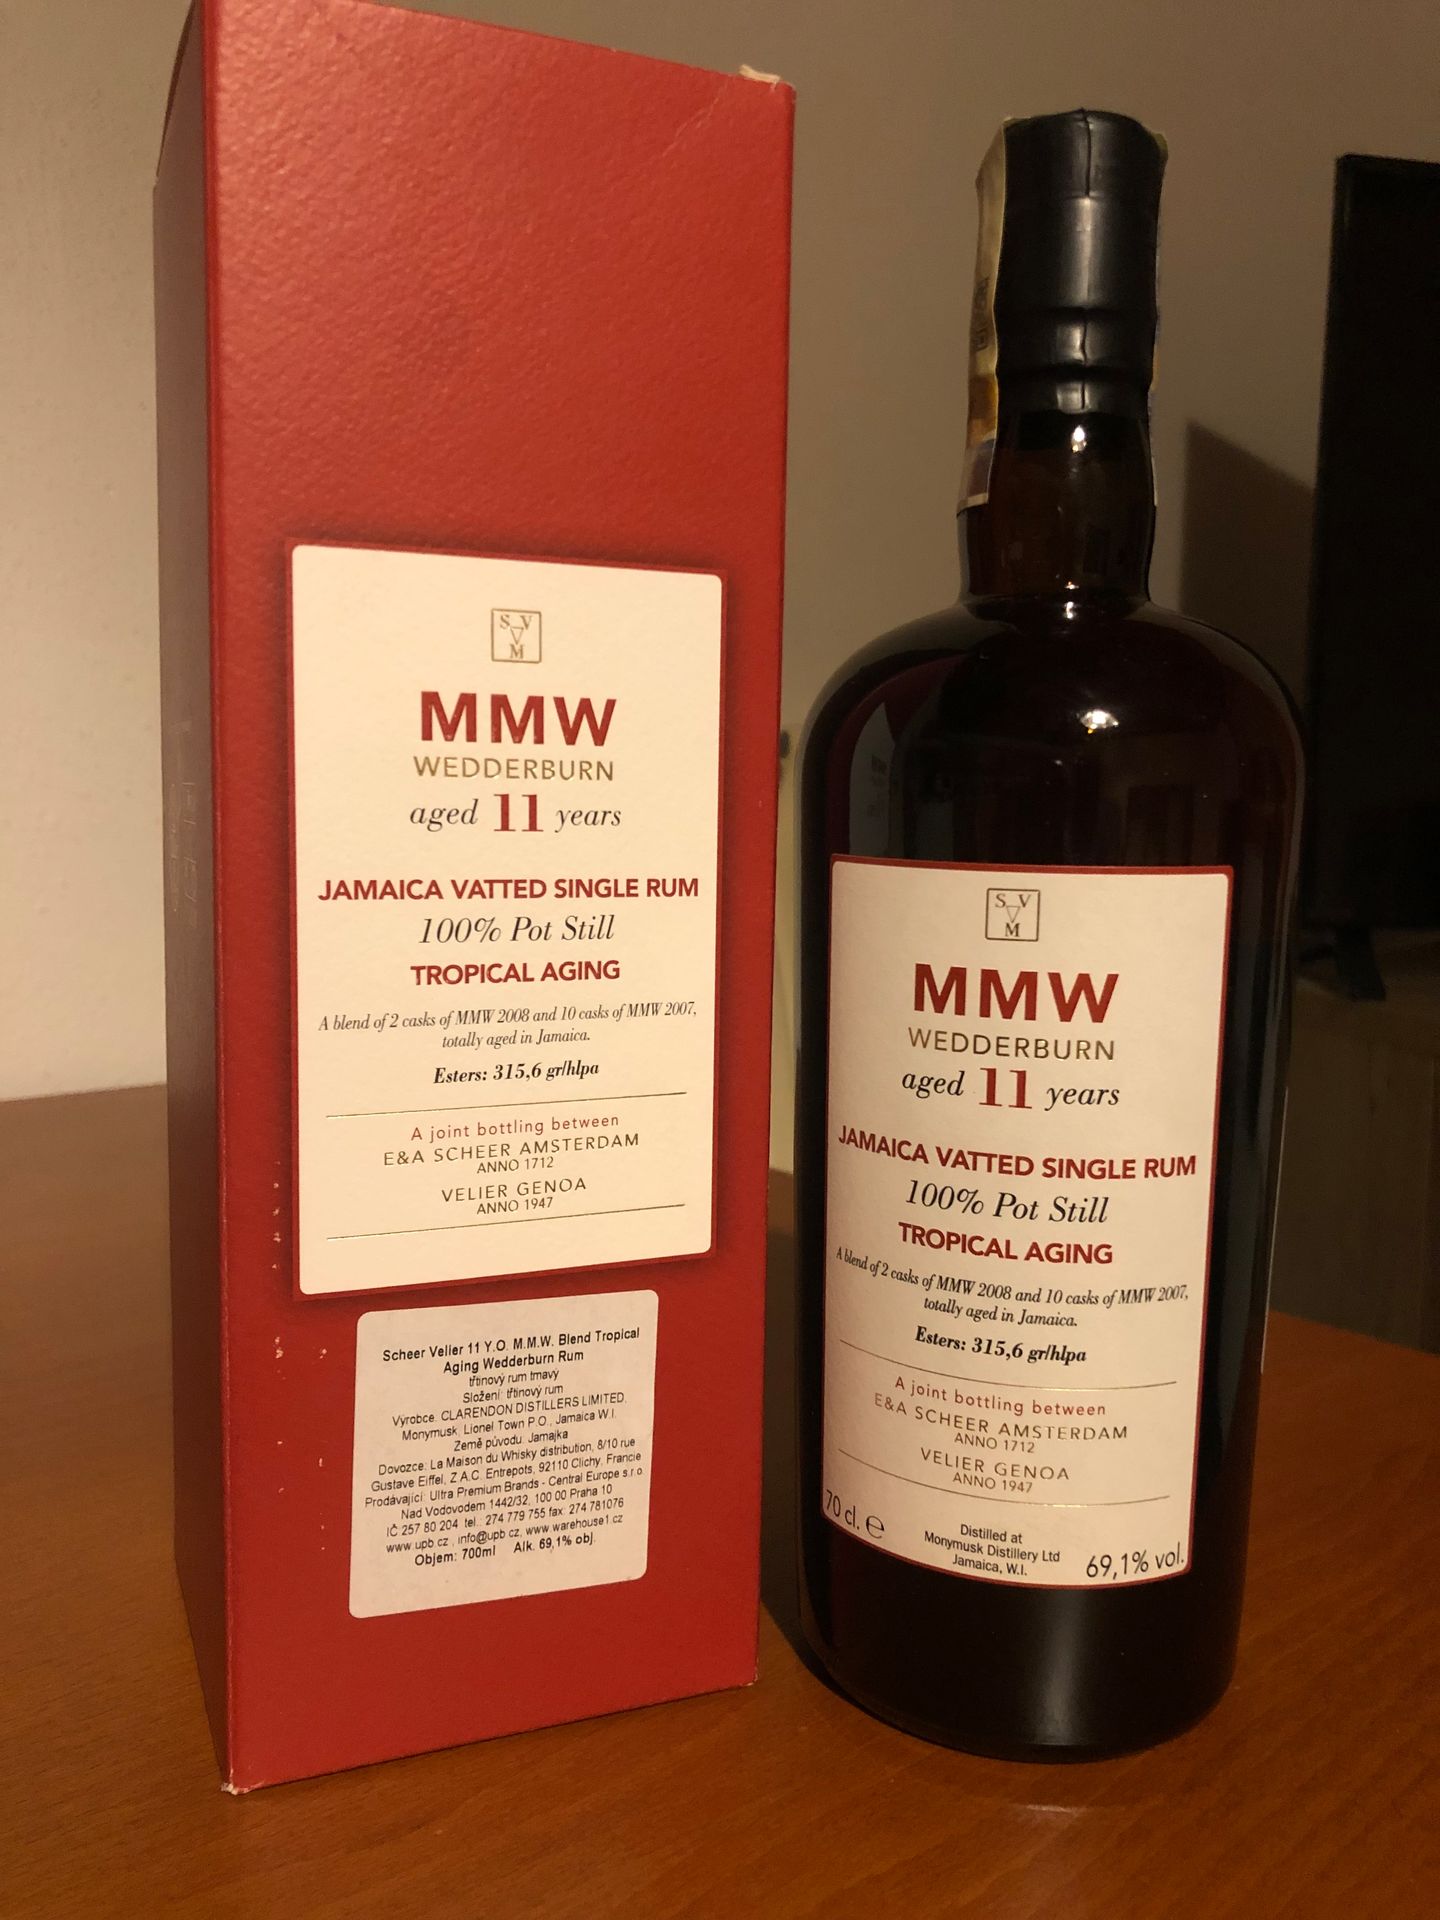 S V
M
MMW
WEDDERBURN
aged 11 years
JAMAICA VATTED SINGLE RUM
100% Pot Still
TROPICAL AGING
A blend of 2 casks of MMW 2008 and 10 casks of MMW 2007,
totally aged in Jamaica.
Esters: 315,6 gr/hlpa
A joint bottling between
E&A SCHEER AMSTERDAM
ANNO 1712
VELIER GENOA
ANNO 1947
Scheer Velier 11 Y.O. M.M.W. Blend Tropical
Aging Wedderburn Rum
třtinový rum tmavý
Složení: třtinový rum
Výrobce: CLARENDON DISTILLERS LIMITED,
Monymusk, Lionel Town P.O., Jamaica W.I.
Země původu: Jamajka
Dovozce: La Maison du Whisky distribution, 8/10 rue
Gustave Eiffel, Z.A.C. Entrepots, 92110 Clichy, Francie
Prodávající: Ultra Premium Brands - Central Europe s.r.o.
Nad Vodovodem 1442/32, 100 00 Praha 10
IČ 257 80 204 tel.: 274 779 755 fax: 274 781076
www.upb.cz , info@upb.cz, www.warehouse1.cz
Objem: 700ml Alk. 69,1% obj.
S V
M
MMW
WEDDERBURN
aged 11 years
JAMAICA VATTED SINGLE RUM
100% Pot Still
TROPICAL AGING
A blend of 2 casks of MMW 2008 and 10 casks of MMW 2007,
totally aged in Jamaica.
Esters: 315,6 gr/hlpa
A joint bottling between
E&A SCHEER AMSTERDAM
ANNO 1712
VELIER GENOA
ANNO 1947
70 cl. ℮
Distilled at
Monymusk Distillery Ltd
Jamaica, W.I.
69,1% vol.